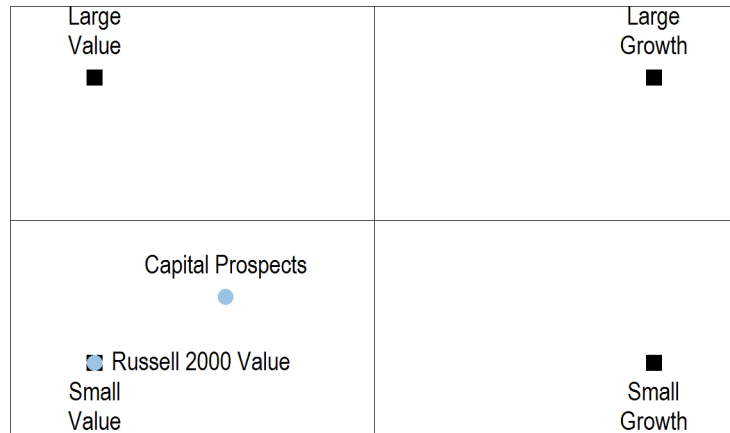 Large
Value
Large
Growth
Capital Prospects
Russell 2000 Value
Small
Value
Small
Growth